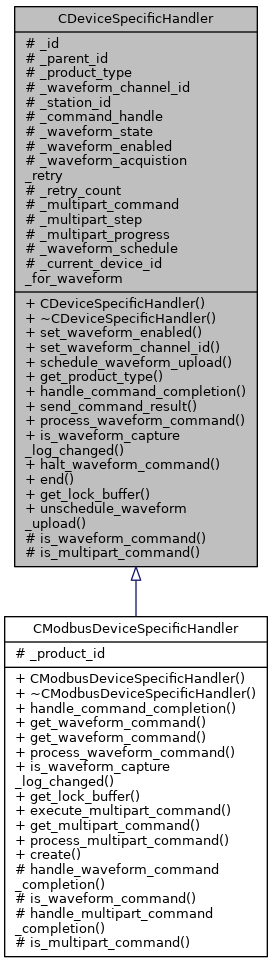 CDeviceSpecificHandler
# _id
# _parent_id
# _product_type
# _waveform_channel_id
# _station_id
# _command_handle
# _waveform_state
# _waveform_enabled
# _waveform_acquistion
_retry
# _retry_count
# _multipart_command
# _multipart_step
# _multipart_progress
# _waveform_schedule
# _current_device_id
_for_waveform
+ CDeviceSpecificHandler()
+ ~CDeviceSpecificHandler()
+ set_waveform_enabled()
+ set_waveform_channel_id()
+ schedule_waveform_upload()
+ get_product_type()
+ handle_command_completion()
+ send_command_result()
+ process_waveform_command()
+ is_waveform_capture
_log_changed()
+ halt_waveform_command()
+ end()
+ get_lock_buffer()
+ unschedule_waveform
_upload()
# is_waveform_command()
# is_multipart_command()
CModbusDeviceSpecificHandler
# _product_id
+ CModbusDeviceSpecificHandler()
+ ~CModbusDeviceSpecificHandler()
+ handle_command_completion()
+ get_waveform_command()
+ get_waveform_command()
+ process_waveform_command()
+ is_waveform_capture
_log_changed()
+ get_lock_buffer()
+ execute_multipart_command()
+ get_multipart_command()
+ process_multipart_command()
+ create()
# handle_waveform_command
_completion()
# is_waveform_command()
# handle_multipart_command
_completion()
# is_multipart_command()